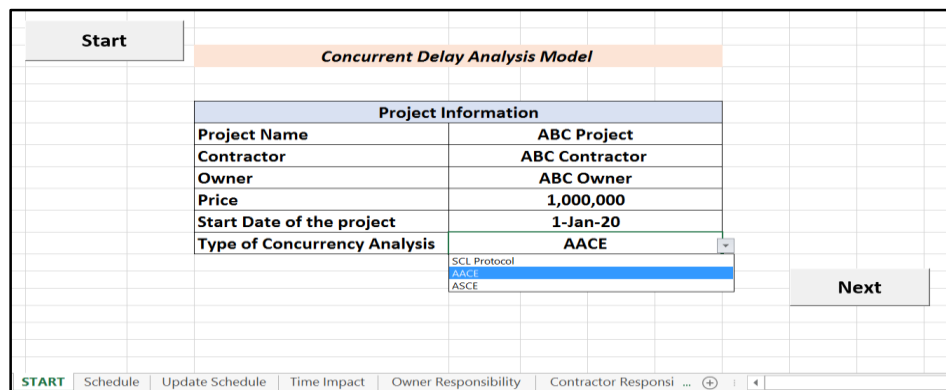 Start
Concurrent Delay Analysis Model
Project Information
Project Name ABC Project
Contractor ABC Contractor
Owner ABC Owner
Price 1,000,000
Start Date of the project 1-Jan-20
Type of Concurrency Analysis AACE
SCL Protocol
AACE
ASCE
Next
START Schedule Update Schedule Time Impact Owner Responsibility Contractor Responsi ...